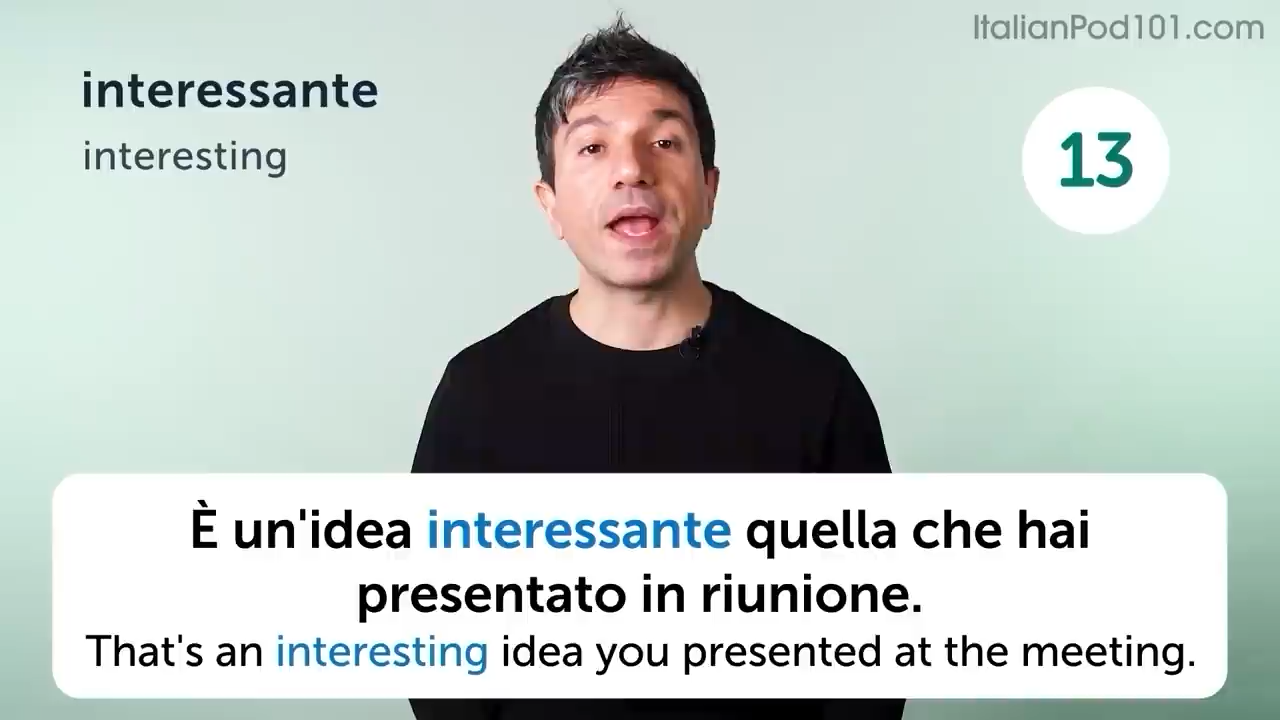 ItalianPod101.com
interessante
interesting
13
È un'idea interessante quella che hai
presentato in riunione.
That's an interesting idea you presented at the meeting.